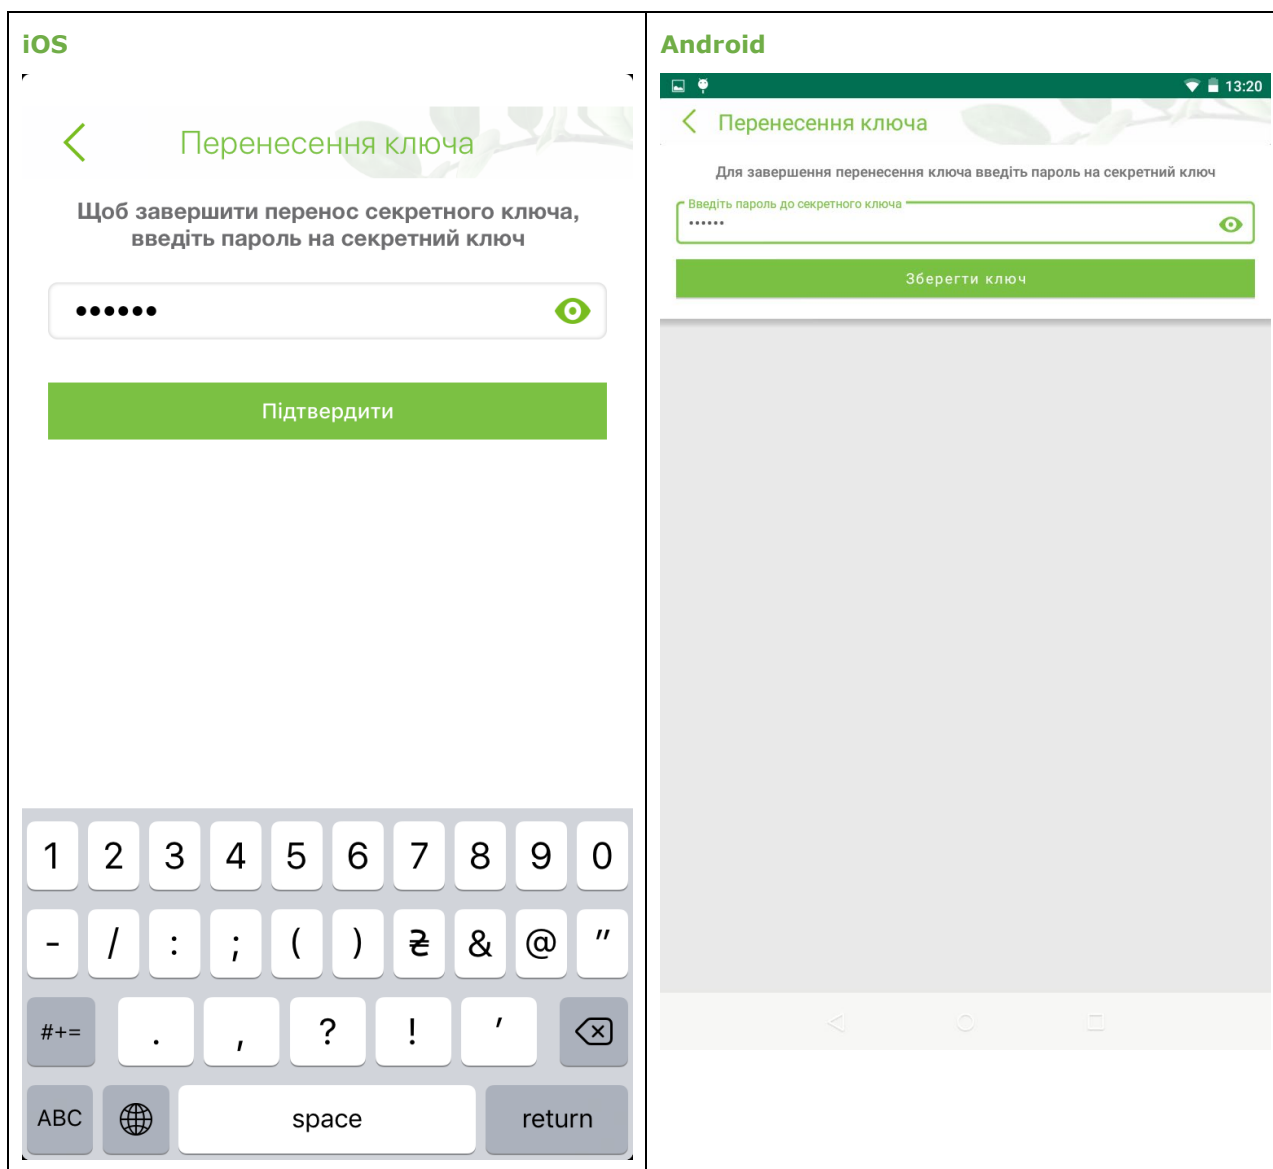 iOS
Перенесення ключа
Щоб завершити перенос секретного ключа,
введіть пароль на секретний ключ
••••••
Підтвердити
1 2 3 4 5 6 7 8 9 0
- / : ; ( ) ₴ & @ "
#+= . , ? ! '
ABC space return
Android
13:20
Перенесення ключа
Для завершення перенесення ключа введіть пароль на секретний ключ
Введіть пароль до секретного ключа
••••••
Зберегти ключ